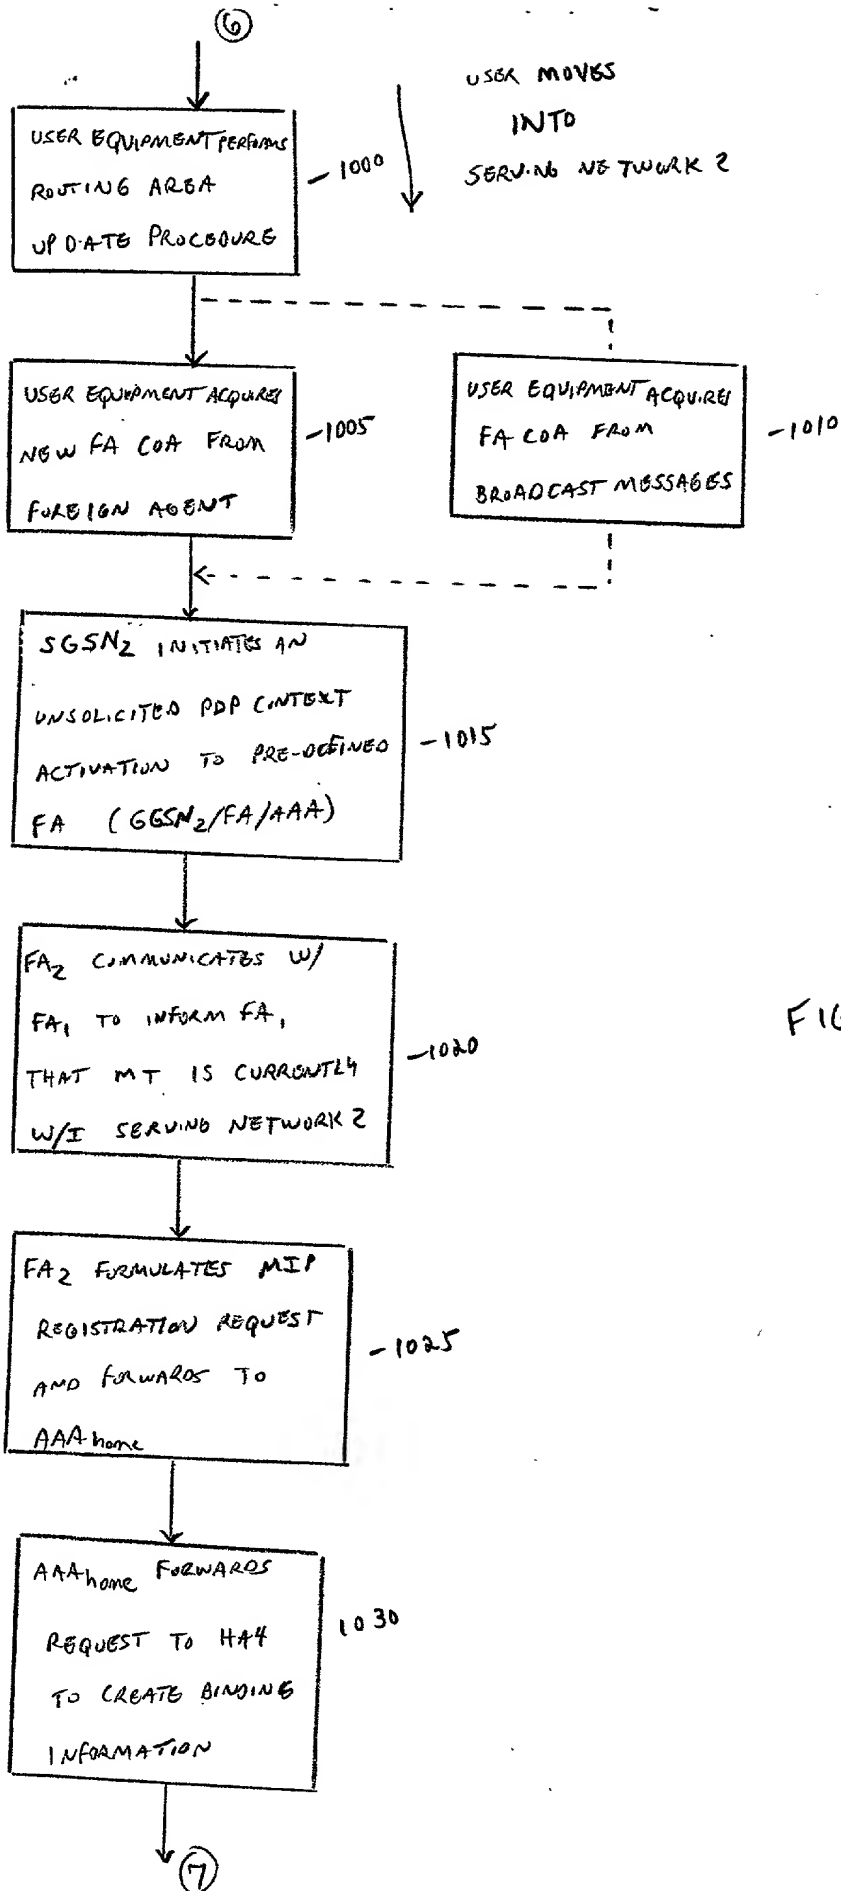 6
USER MOVES
INTO
SERVING NETWORK 2
USER EQUIPMENT PERFORMS
ROUTING AREA
UPDATE PROCEDURE
1000
USER EQUIPMENT ACQUIRES
NEW FA COA FROM
FOREIGN AGENT
1005
USER EQUIPMENT ACQUIRES
FA COA FROM
BROADCAST MESSAGES
1010
SGSN2 INITIATES AN
UNSOLICITED PDP CONTEXT
ACTIVATION TO PRE-DEFINED
FA (GGSN2/FA/AAA)
1015
FA2 COMMUNICATES W/
FA1 TO INFORM FA1
THAT MT IS CURRENTLY
W/I SERVING NETWORK 2
1020
FIG
FA2 FORMULATES MIP
REGISTRATION REQUEST
AND FORWARDS TO
AAAhome
1025
AAAhome FORWARDS
REQUEST TO HA4
TO CREATE BINDING
INFORMATION
1030
7